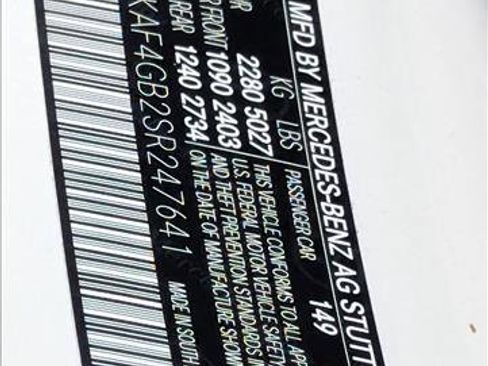 MFD BY MERCEDES-BENZ AG STUTT
149
KG LBS PASSENGER CAR
2280 5027 THIS VEHICLE CONFORMS TO ALL APP
FRONT 1090 2403 U.S. FEDERAL MOTOR VEHICLE SAFETY
REAR 1240 2734 AND THEFT PREVENTION STANDARDS IN
ON THE DATE OF MANUFACTURE SHOW
KAF4GB2SR247641 MADE IN SOUTH